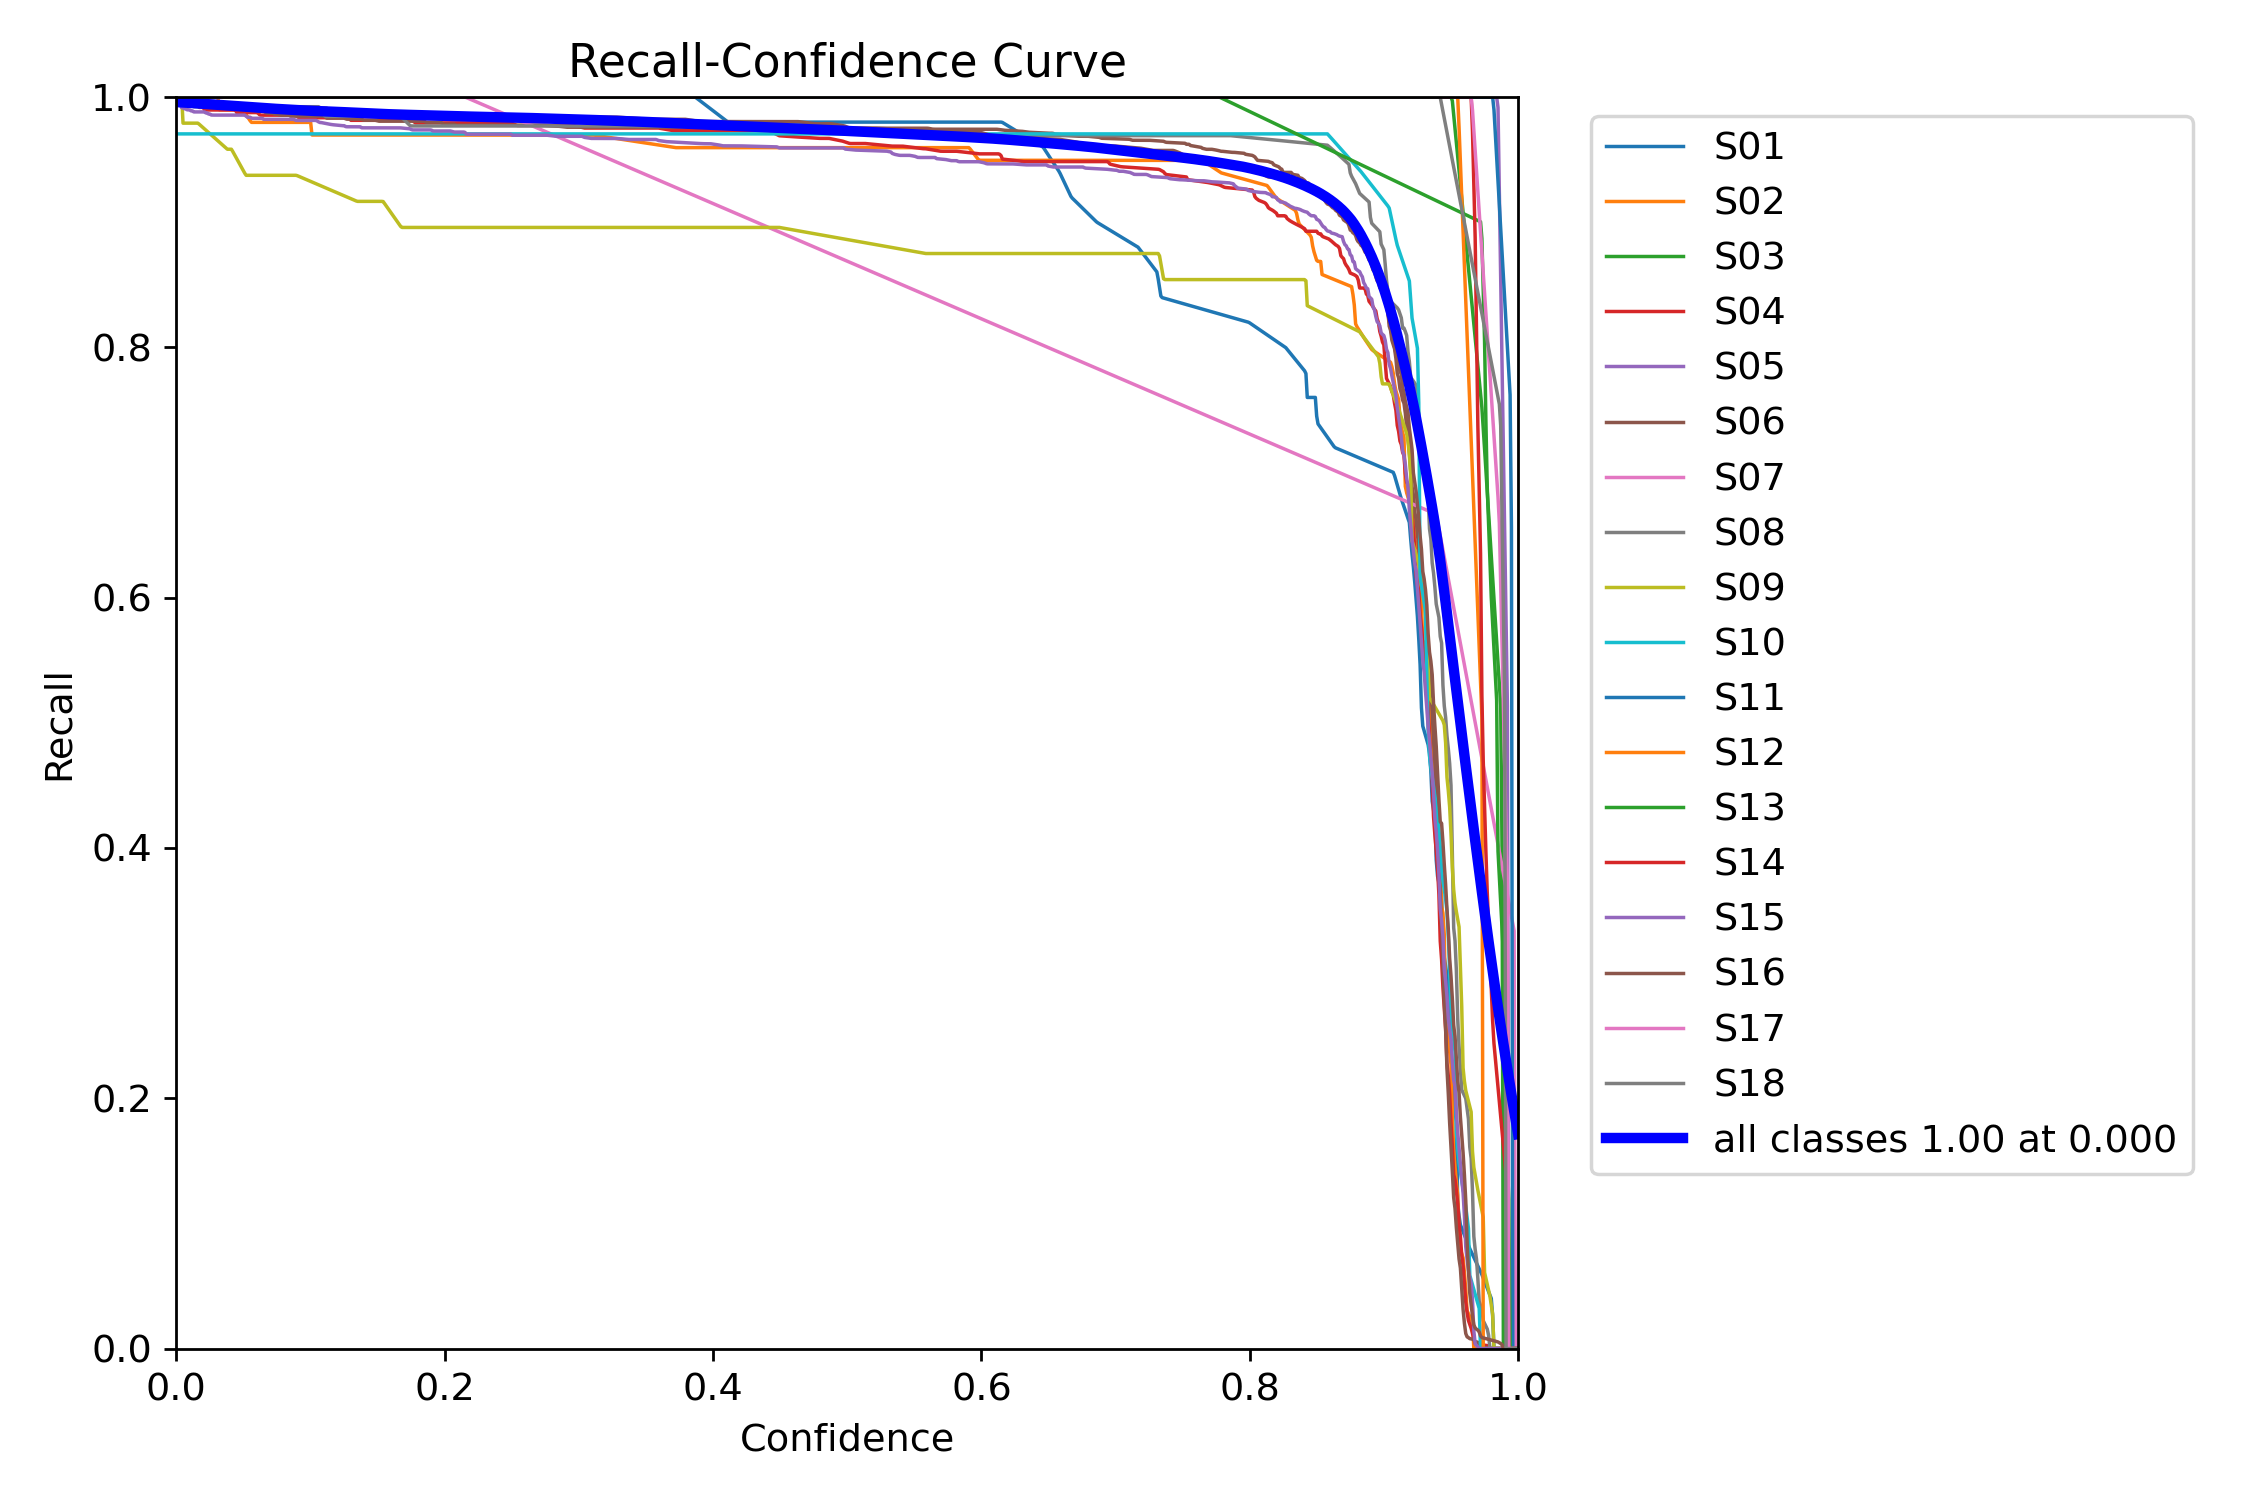 Recall-Confidence Curve
1.0
0.8
0.6
0.4
0.2
0.0
Recall
0.0 0.2 0.4 0.6 0.8 1.0
Confidence
S01
S02
S03
S04
S05
S06
S07
S08
S09
S10
S11
S12
S13
S14
S15
S16
S17
S18
all classes 1.00 at 0.000